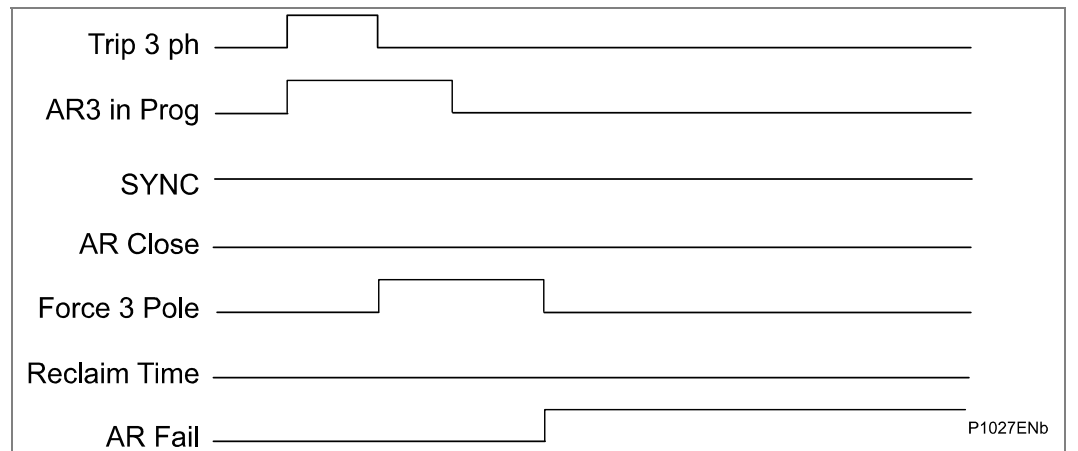 Trip 3 ph
AR3 in Prog
SYNC
AR Close
Force 3 Pole
Reclaim Time
AR Fail
P1027ENb